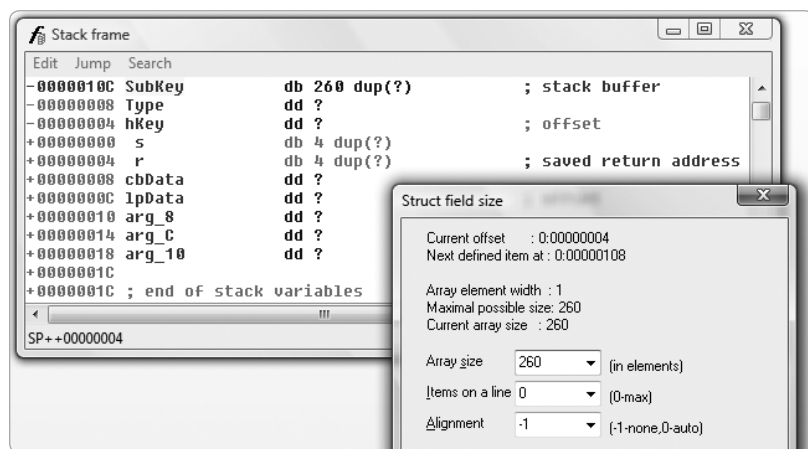 Stack frame
Edit Jump Search
-0000010C SubKey db 260 dup(?) ; stack buffer
-00000008 Type dd ?
-00000004 hKey dd ? ; offset
+00000000 s db 4 dup(?)
+00000004 r db 4 dup(?) ; saved return address
+00000008 cbData dd ?
+0000000C lpData dd ?
+00000010 arg_8 dd ?
+00000014 arg_C dd ?
+00000018 arg_10 dd ?
+0000001C
+0000001C ; end of stack variables
SP++00000004
Struct field size
Current offset : 0:00000004
Next defined item at : 0:00000108
Array element width : 1
Maximal possible size: 260
Current array size : 260
Array size 260 (in elements)
Items on a line 0 (0-max)
Alignment -1 (-1-none,0-auto)